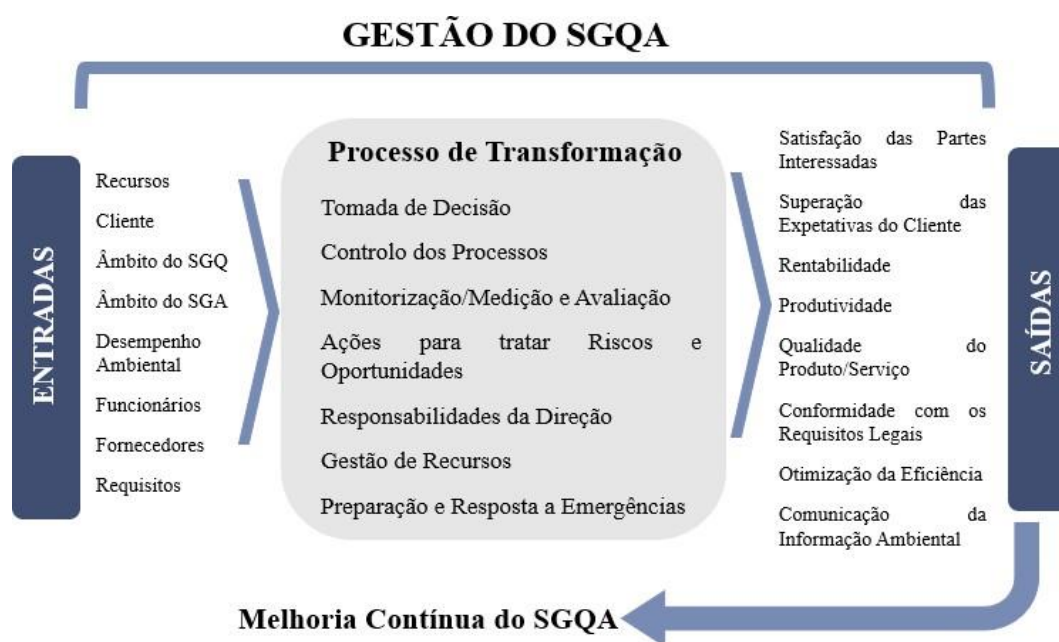 GESTÃO DO SGQA
ENTRADAS
Recursos
Cliente
Âmbito do SGQ
Âmbito do SGA
Desempenho
Ambiental
Funcionários
Fornecedores
Requisitos
Processo de Transformação
Tomada de Decisão
Controlo dos Processos
Monitorização/Medição e Avaliação
Ações para tratar Riscos e
Oportunidades
Responsabilidades da Direção
Gestão de Recursos
Preparação e Resposta a Emergências
Satisfação das Partes
Interessadas
Superação das
Expetativas do Cliente
Rentabilidade
Produtividade
Qualidade do
Produto/Serviço
Conformidade com os
Requisitos Legais
Otimização da Eficiência
Comunicação da
Informação Ambiental
SAÍDAS
Melhoria Contínua do SGQA